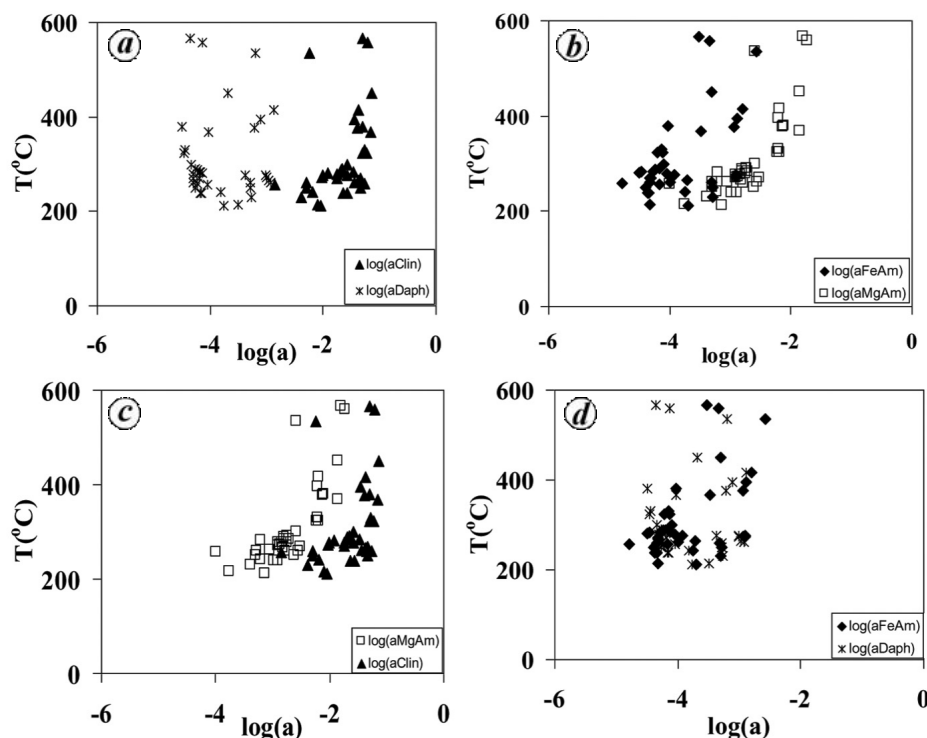 a
600
400
200
0
T(°C)
-6 -4 -2 0
log(a)
log(aClin)
log(aDaph)
b
600
400
200
0
T(°C)
-6 -4 -2 0
log(a)
log(aFeAm)
log(aMgAm)
c
600
400
200
0
T(°C)
-6 -4 -2 0
log(a)
log(aMgAm)
log(aClin)
d
600
400
200
0
T(°C)
-6 -4 -2 0
log(a)
log(aFeAm)
log(aDaph)